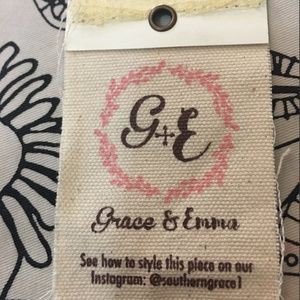 G+E
Grace & Emma
See how to style this piece on our
Instagram: @southerngrace1